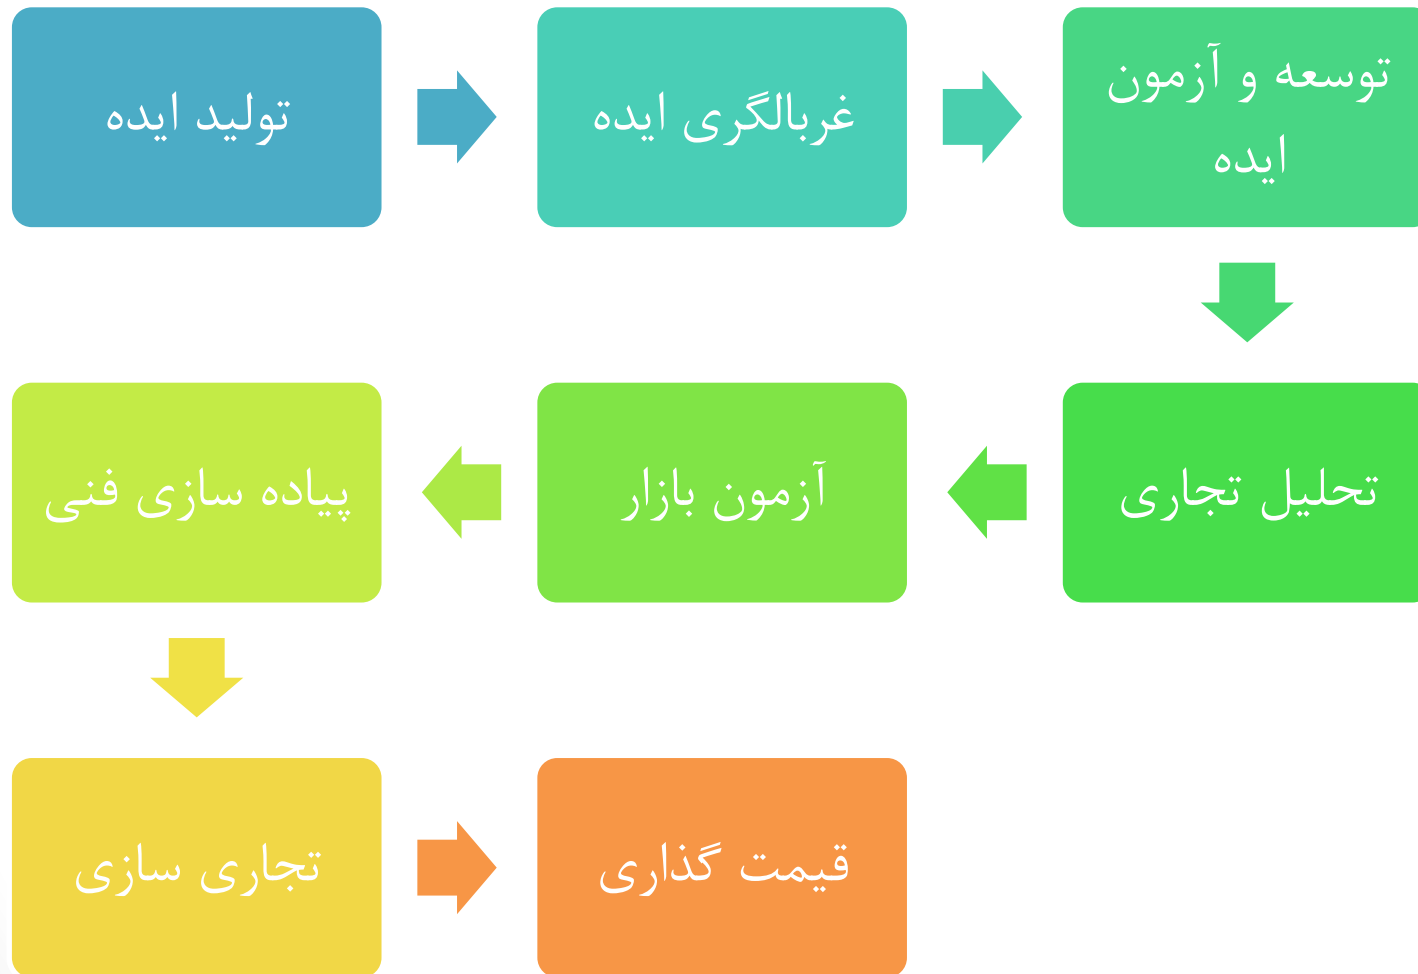 تولید ایده
غربالگری ایده
توسعه و آزمون
ایده
تحلیل تجاری
آزمون بازار
پیاده سازی فنی
تجاری سازی
قیمت گذاری